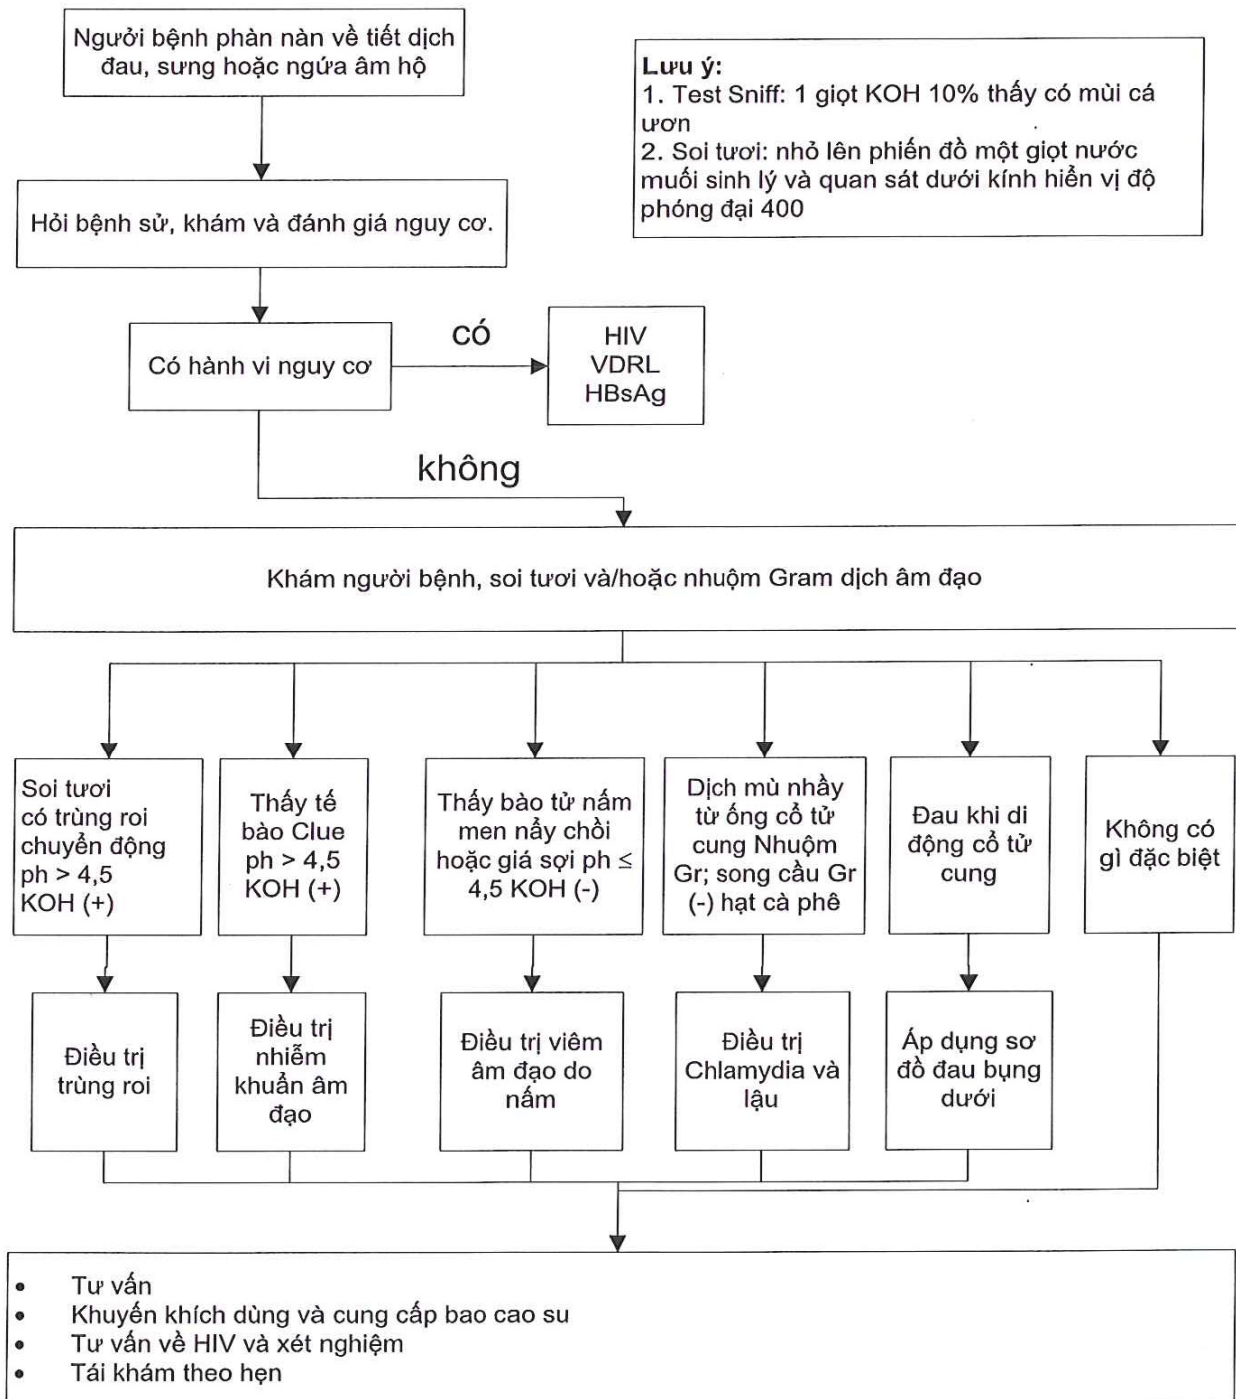 Người bệnh phàn nàn về tiết dịch
đau, sưng hoặc ngứa âm hộ
Lưu ý:
1. Test Sniff: 1 giọt KOH 10% thấy có mùi cá
ươn
2. Soi tươi: nhỏ lên phiến đồ một giọt nước
muối sinh lý và quan sát dưới kính hiển vị độ
phóng đại 400
Hỏi bệnh sử, khám và đánh giá nguy cơ.
Có hành vi nguy cơ
có
HIV
VDRL
HBsAg
không
Khám người bệnh, soi tươi và/hoặc nhuộm Gram dịch âm đạo
Soi tươi
có trùng roi
chuyển động
ph > 4,5
KOH (+)
Thấy tế
bào Clue
ph > 4,5
KOH (+)
Thấy bào tử nấm
men nẩy chồi
hoặc giá sợi ph ≤
4,5 KOH (-)
Dịch mù nhầy
từ ống cổ tử
cung Nhuộm
Gr; song cầu Gr
(-) hạt cà phê
Đau khi di
động cổ tử
cung
Không có
gì đặc biệt
Điều trị
trùng roi
Điều trị
nhiễm
khuẩn âm
đạo
Điều trị viêm
âm đạo do
nấm
Điều trị
Chlamydia và
lậu
Áp dụng sơ
đồ đau bụng
dưới
• Tư vấn
• Khuyến khích dùng và cung cấp bao cao su
• Tư vấn về HIV và xét nghiệm
• Tái khám theo hẹn